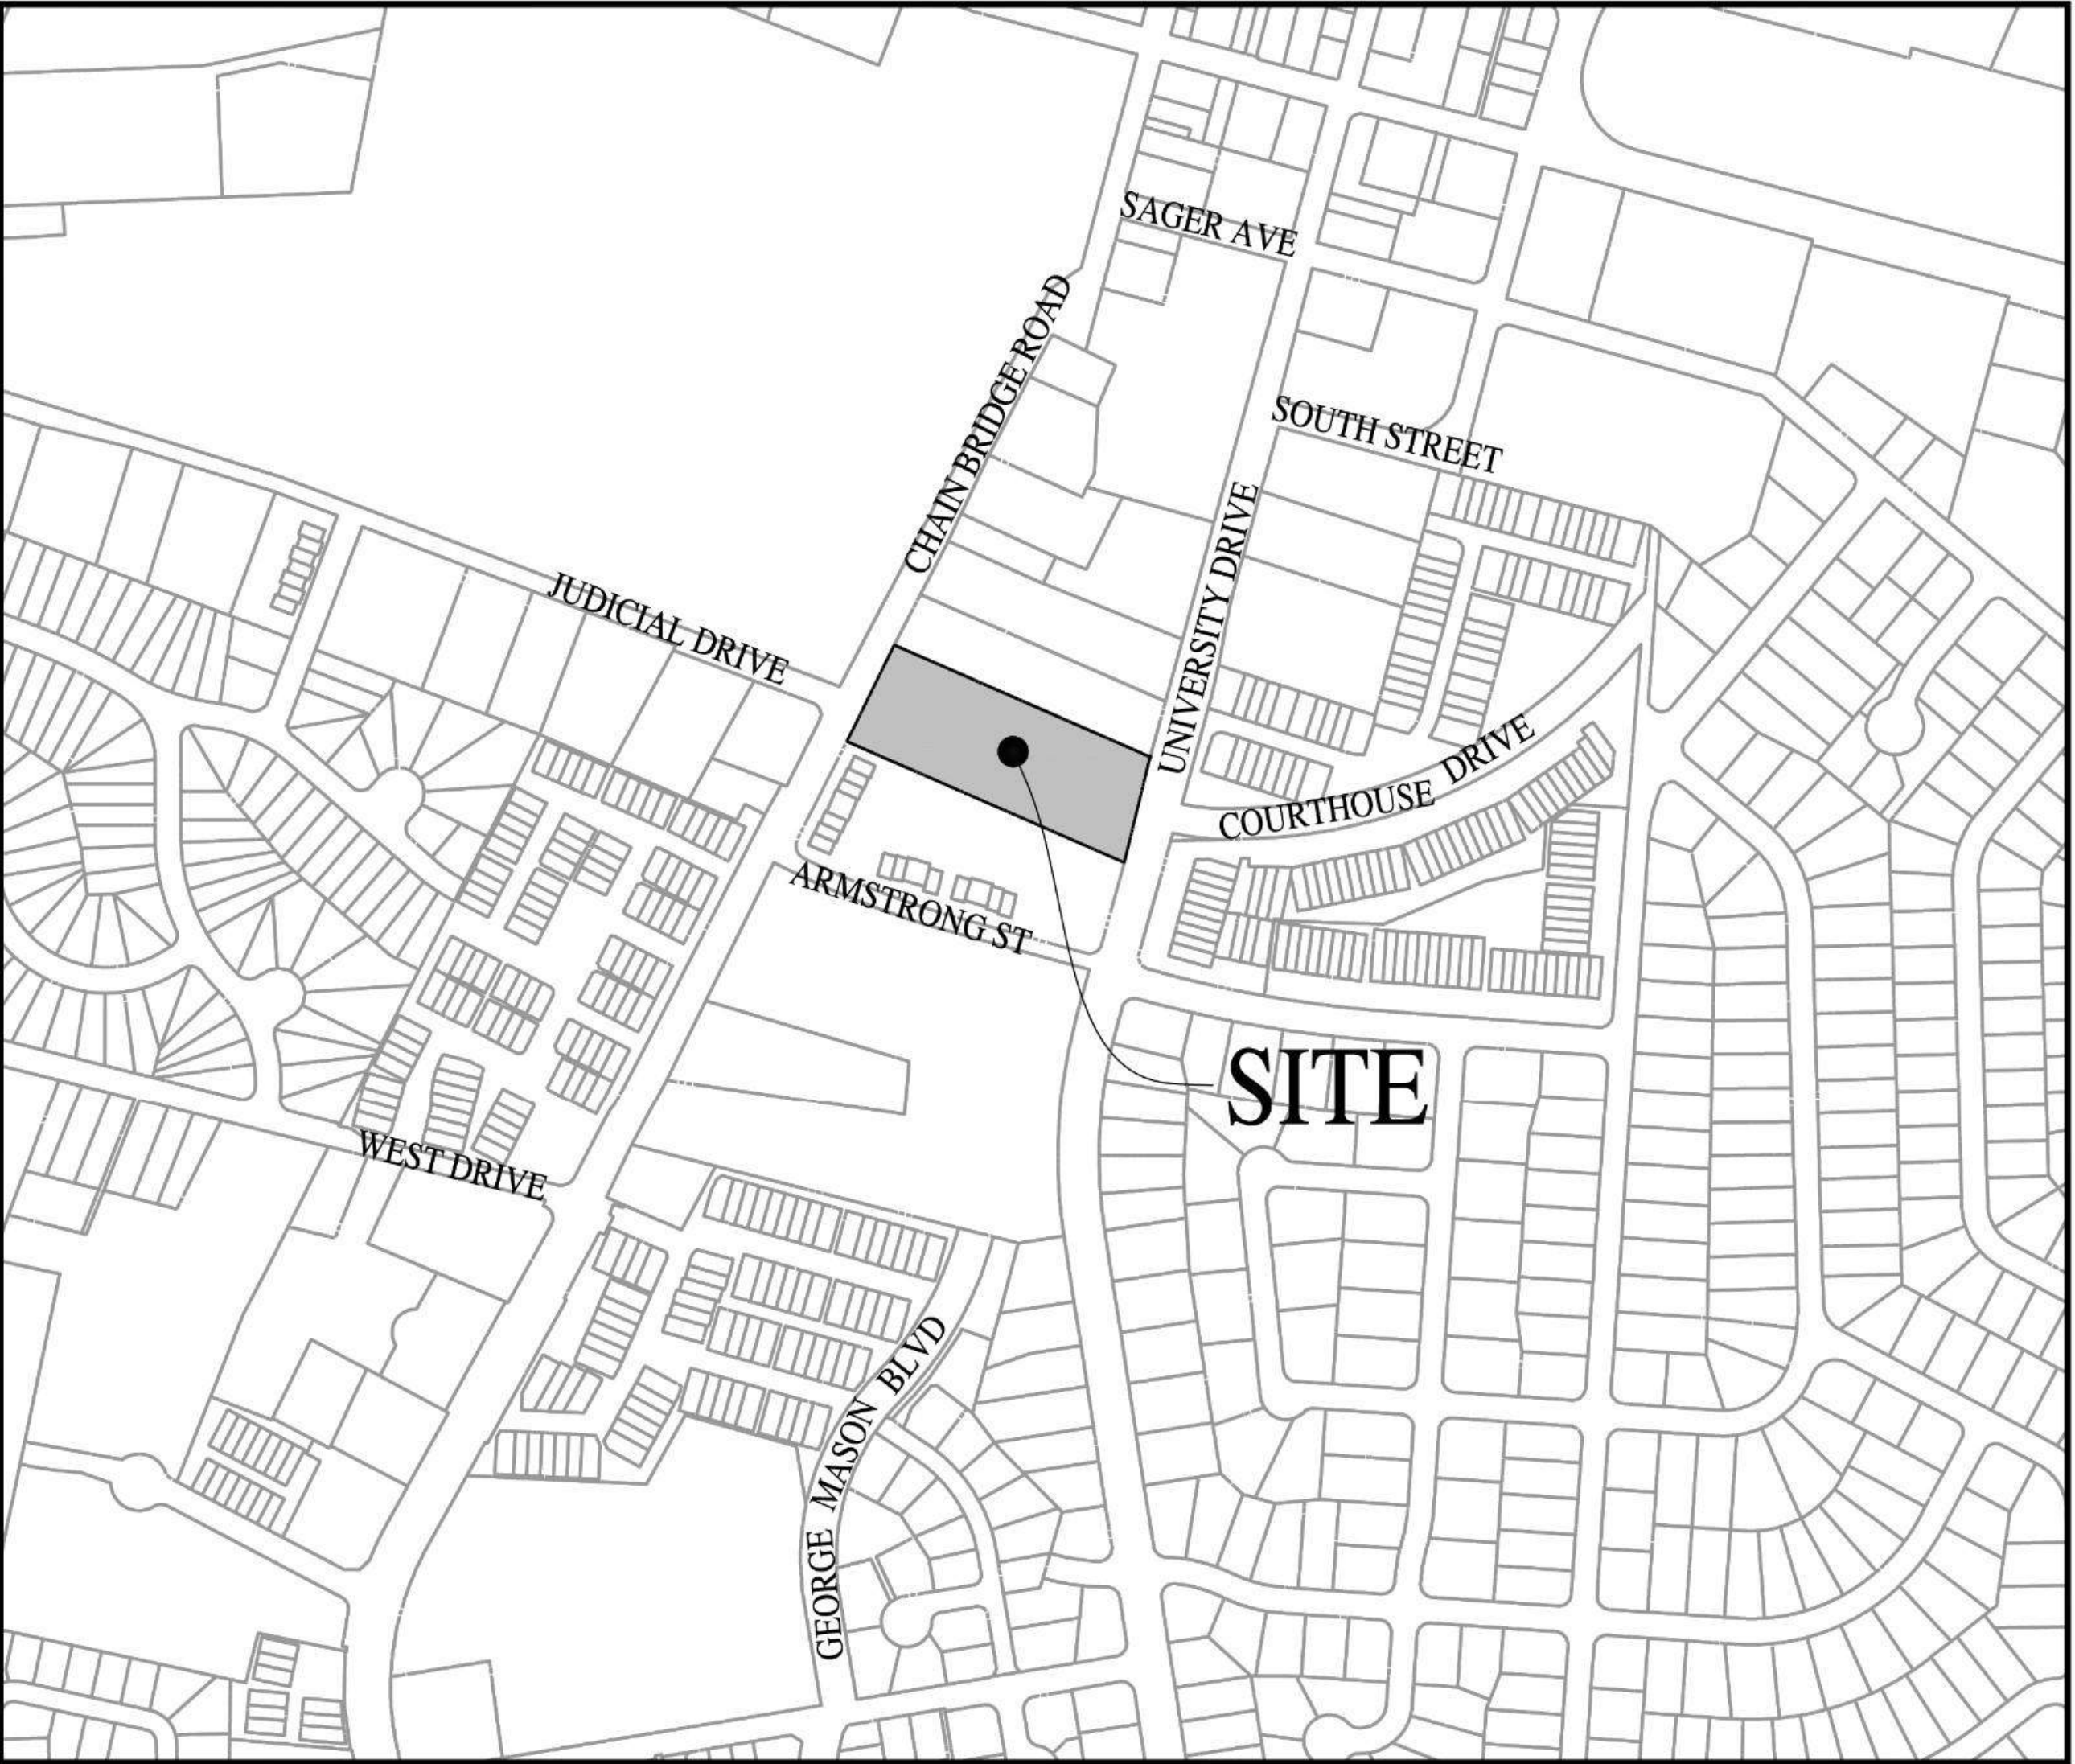 SAGER AVE
CHAIN BRIDGE ROAD
SOUTH STREET
UNIVERSITY DRIVE
JUDICIAL DRIVE
COURTHOUSE DRIVE
ARMSTRONG ST
SITE
WEST DRIVE
GEORGE MASON BLVD